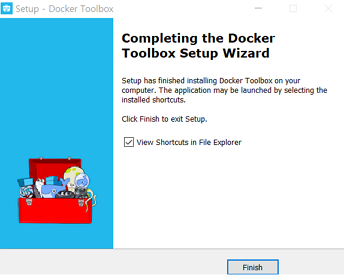 Setup - Docker Toolbox
Completing the Docker
Toolbox Setup Wizard
Setup has finished installing Docker Toolbox on your
computer. The application may be launched by selecting the
installed shortcuts.
Click Finish to exit Setup.
View Shortcuts in File Explorer
Finish